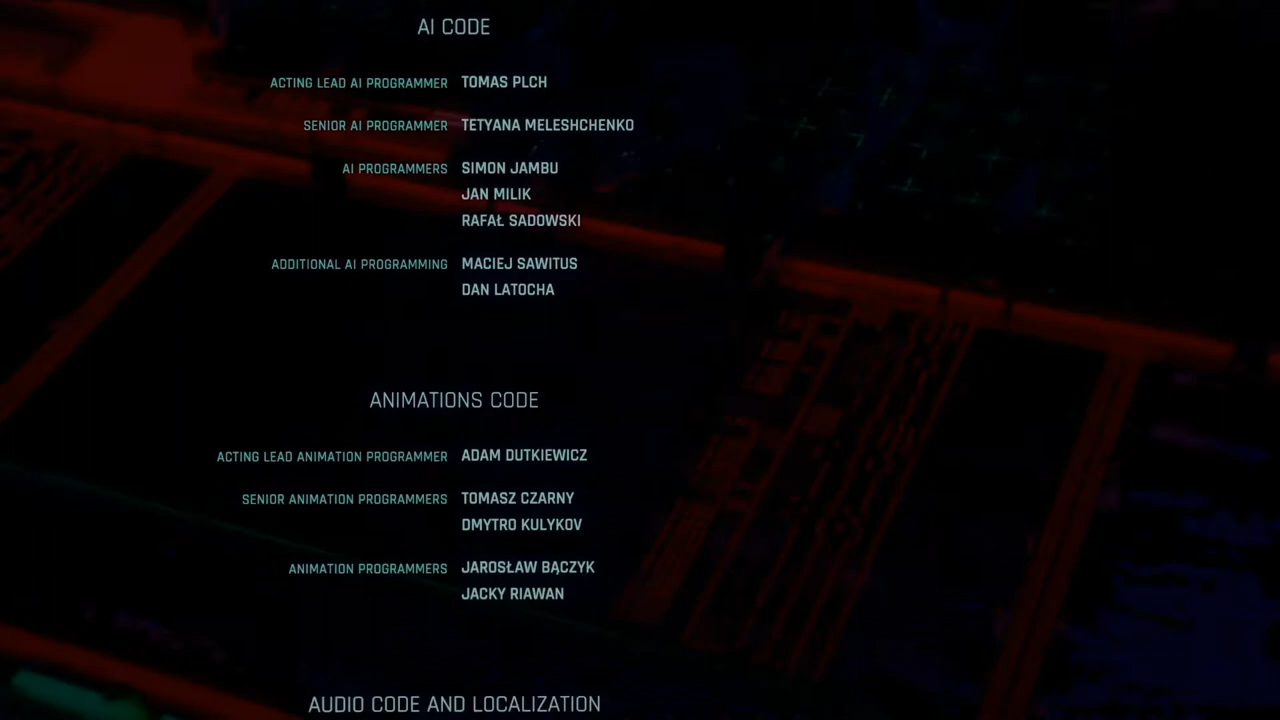 AI CODE
ACTING LEAD AI PROGRAMMER TOMAS PLCH
SENIOR AI PROGRAMMER TETYANA MELESHCHENKO
AI PROGRAMMERS SIMON JAMBU
JAN MILIK
RAFAŁ SADOWSKI
ADDITIONAL AI PROGRAMMING MACIEJ SAWITUS
DAN LATOCHA
ANIMATIONS CODE
ACTING LEAD ANIMATION PROGRAMMER ADAM DUTKIEWICZ
SENIOR ANIMATION PROGRAMMERS TOMASZ CZARNY
DMYTRO KULYKOV
ANIMATION PROGRAMMERS JAROSŁAW BĄCZYK
JACKY RIAWAN
AUDIO CODE AND LOCALIZATION